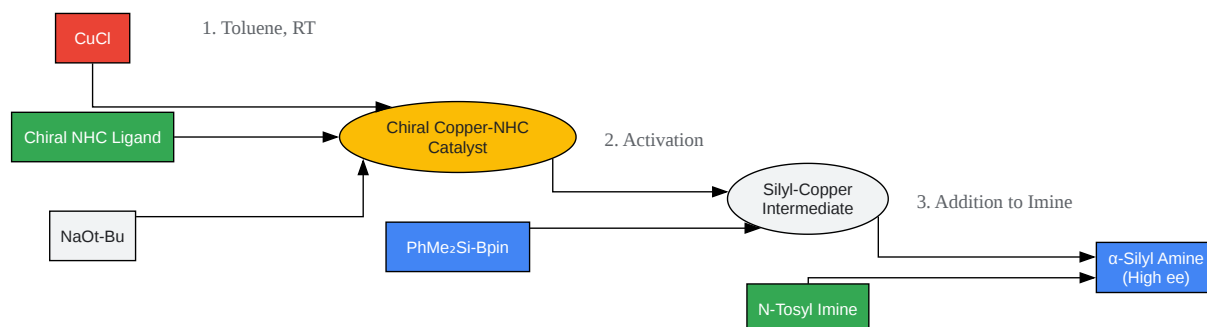 1. Toluene, RT
CuCl
Chiral NHC Ligand
Chiral Copper-NHC
Catalyst
2. Activation
Silyl-Copper
Intermediate
3. Addition to Imine
NaOt-Bu
PhMe₂Si-Bpin
α-Silyl Amine
(High ee)
N-Tosyl Imine